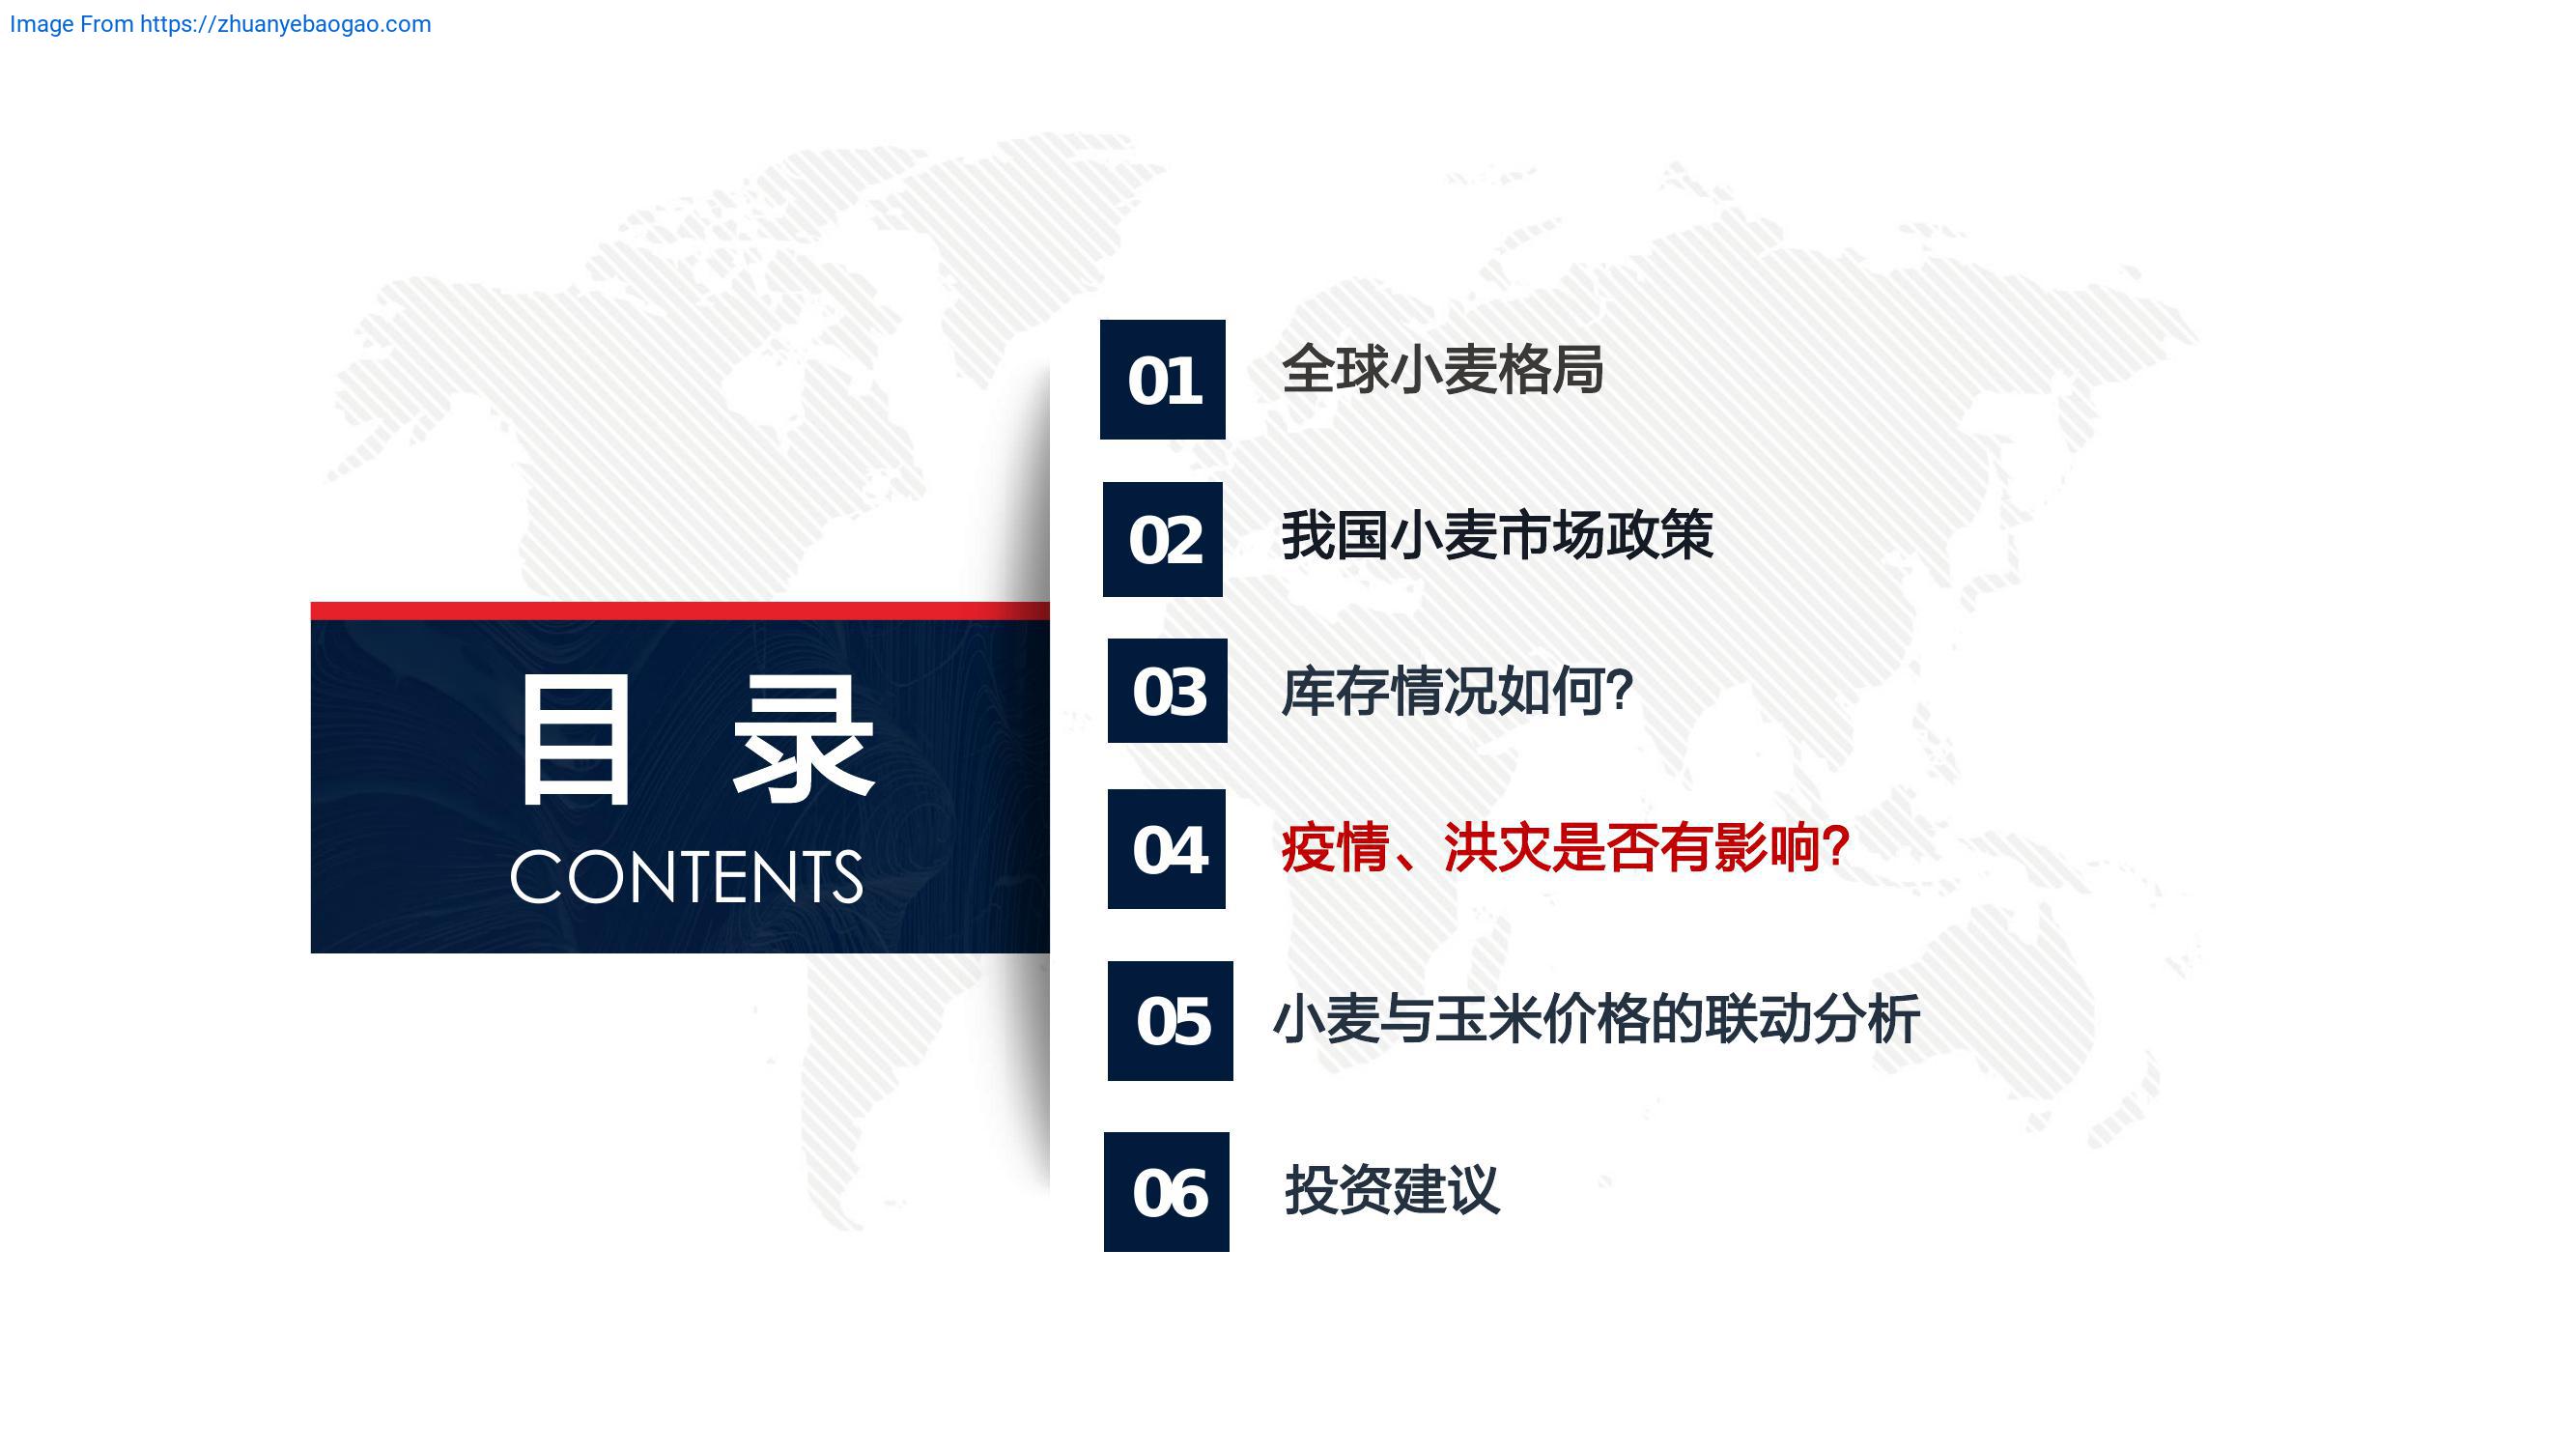 Image From https://zhuanyebaogao.com
01 全球小麦格局
02 我国小麦市场政策
03 库存情况如何？
目 录
CONTENTS
04 疫情、洪灾是否有影响？
05 小麦与玉米价格的联动分析
06 投资建议